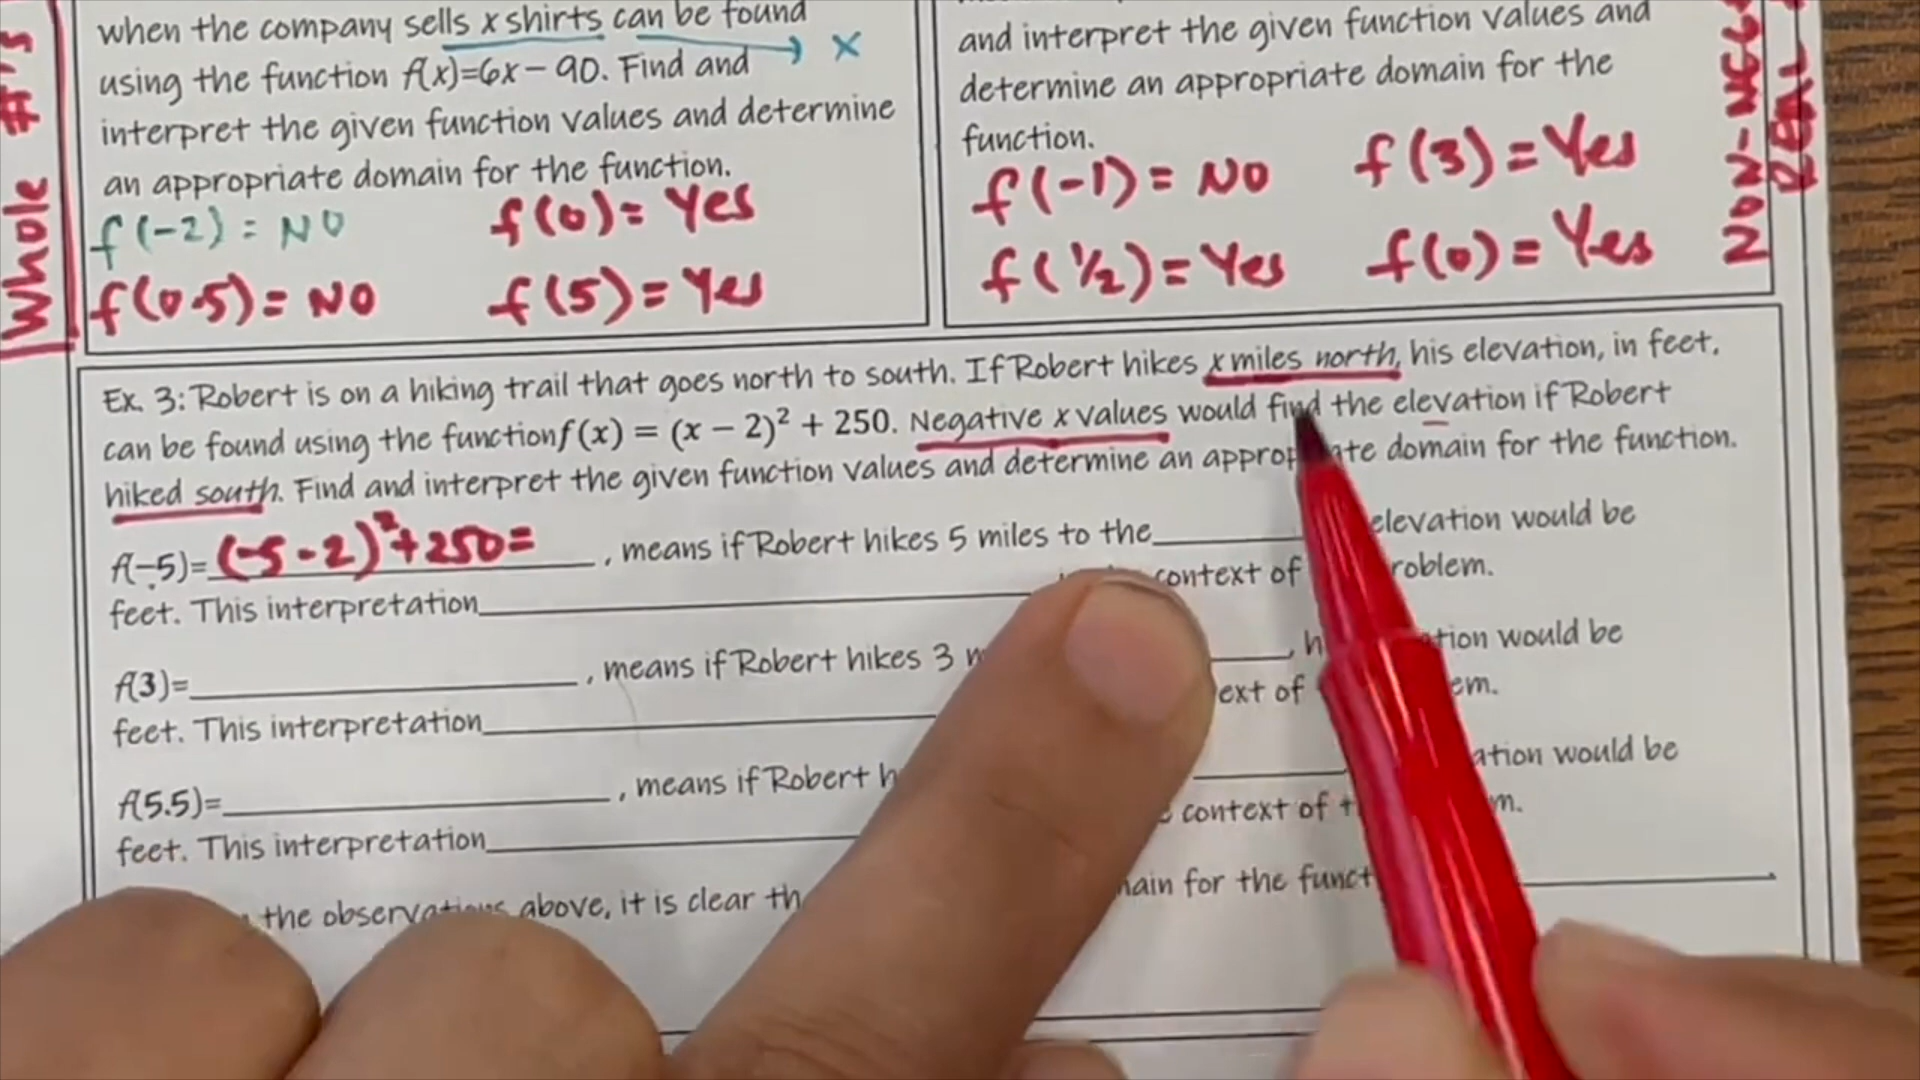 when the company sells x shirts can be found
using the function f(x)=6x-90. Find and → x
interpret the given function values and determine
an appropriate domain for the function.
f(-2) = NO f(0) = Yes
f(0.5) = NO f(5) = Yes
Whole #'s
and interpret the given function values and
determine an appropriate domain for the
function.
f(-1) = NO f(3) = Yes
f(1/2) = Yes f(0) = Yes
NON-NEG
REAL
Ex. 3: Robert is on a hiking trail that goes north to south. If Robert hikes x miles north, his elevation, in feet,
can be found using the function f(x) = (x − 2)² + 250. Negative x values would find the elevation if Robert
hiked south. Find and interpret the given function values and determine an domain for the function.
f(-5)= (-5-2)²+250= , means if Robert hikes 5 miles to the elevation would be
feet. This interpretation context of
f(3)= , means if Robert hikes 3 would be
feet. This interpretation of
f(5.5)= , means if Robert would be
feet. This interpretation context of
the observations above, it is clear for the